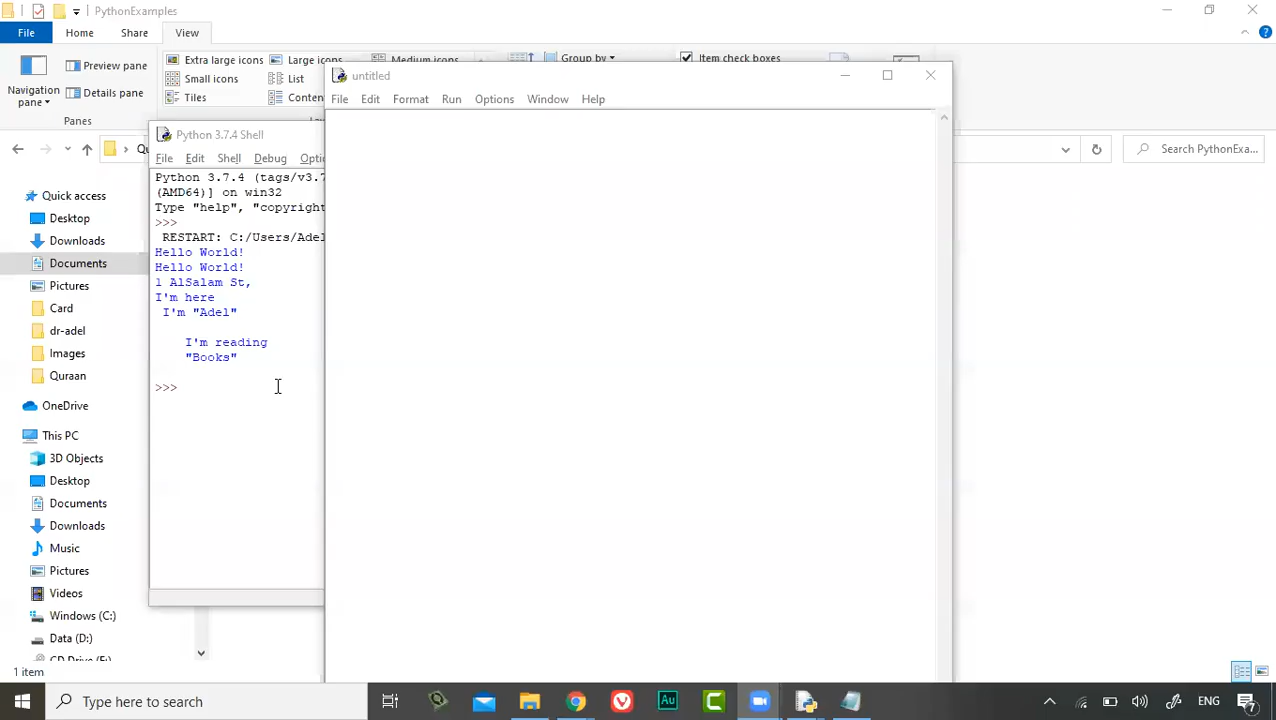 PythonExamples
File Home Share View
Navigation pane
Preview pane
Details pane
Panes
Extra large icons Large icons Medium icons
Small icons List
Tiles Conten
Group by
Item check boxes
untitled
File Edit Format Run Options Window Help
Python 3.7.4 Shell
File Edit Shell Debug Optio
Qu
Search PythonExa...
Python 3.7.4 (tags/v3.7
(AMD64)] on win32
Type "help", "copyright
>>>
RESTART: C:/Users/Adel
Hello World!
Hello World!
1 AlSalam St,
I'm here
I'm "Adel"
I'm reading
"Books"
>>>
Quick access
Desktop
Downloads
Documents
Pictures
Card
dr-adel
Images
Quraan
OneDrive
This PC
3D Objects
Desktop
Documents
Downloads
Music
Pictures
Videos
Windows (C:)
Data (D:)
1 item
Type here to search
Au
ENG
7